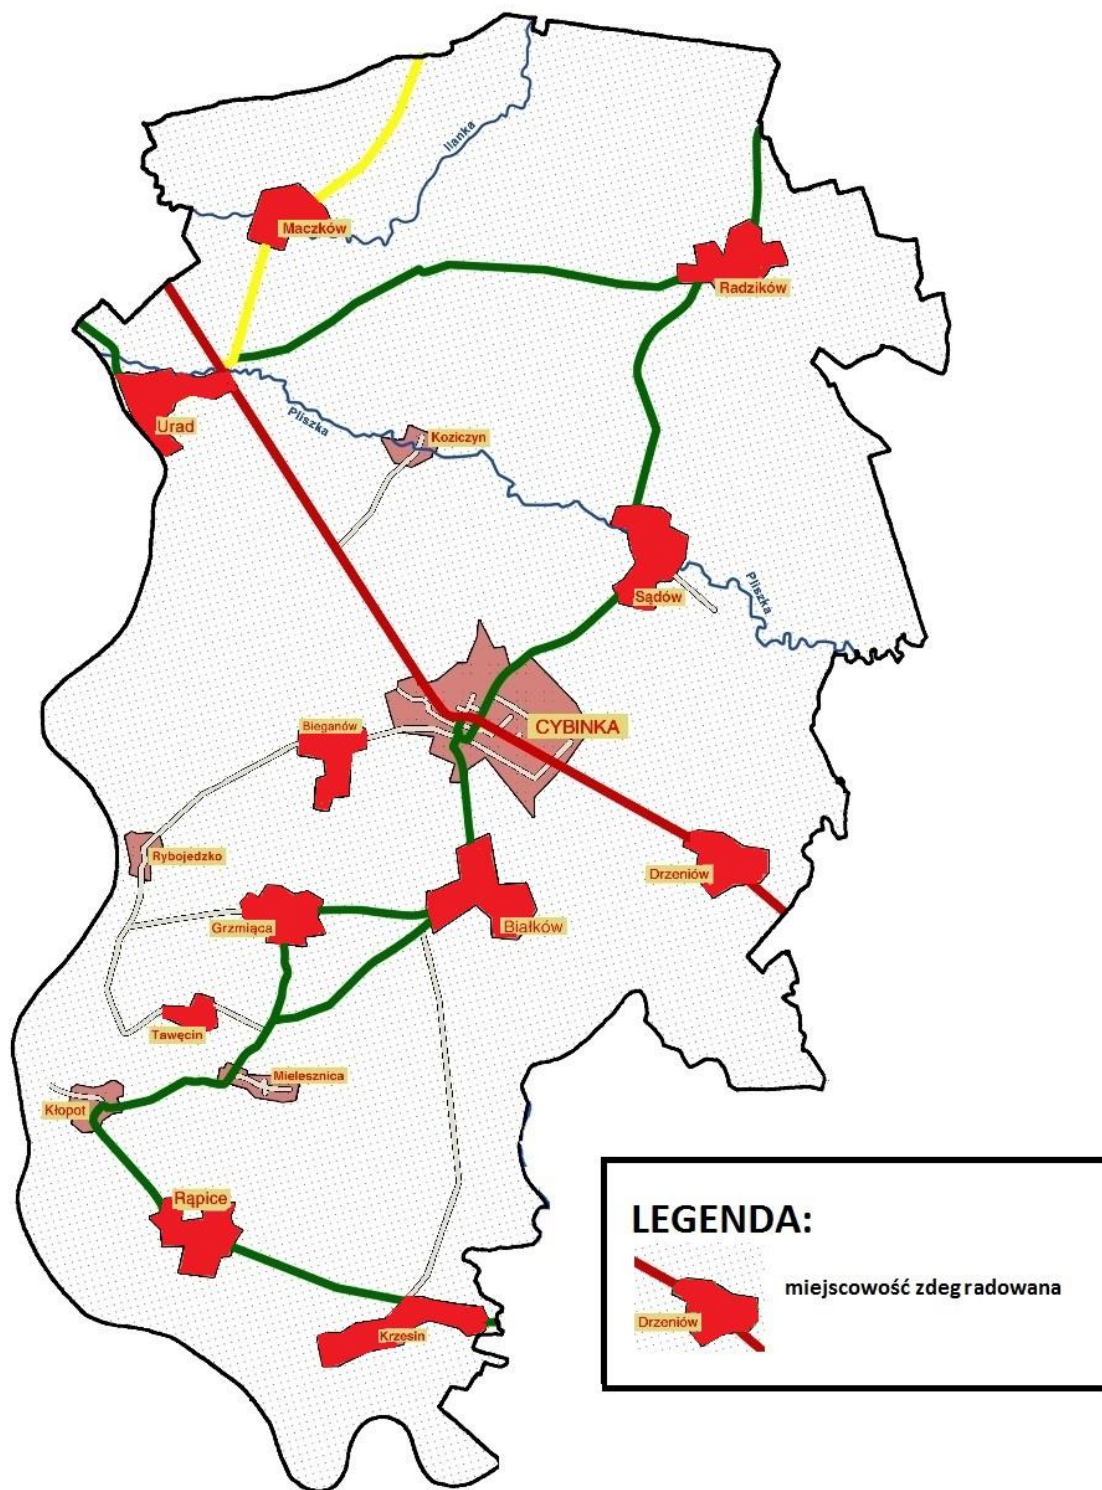 Ilanka
Maczków
Radzików
Urad
Pliszka
Koziczyn
Sądów
Pliszka
CYBINKA
Bieganów
Rybojedzko
Drzeniów
Grzmiąca
Białków
Tawęcin
Mielesznica
Kłopot
Rąpice
Krzesin
LEGENDA:
miejscowość zdegradowana
Drzeniów